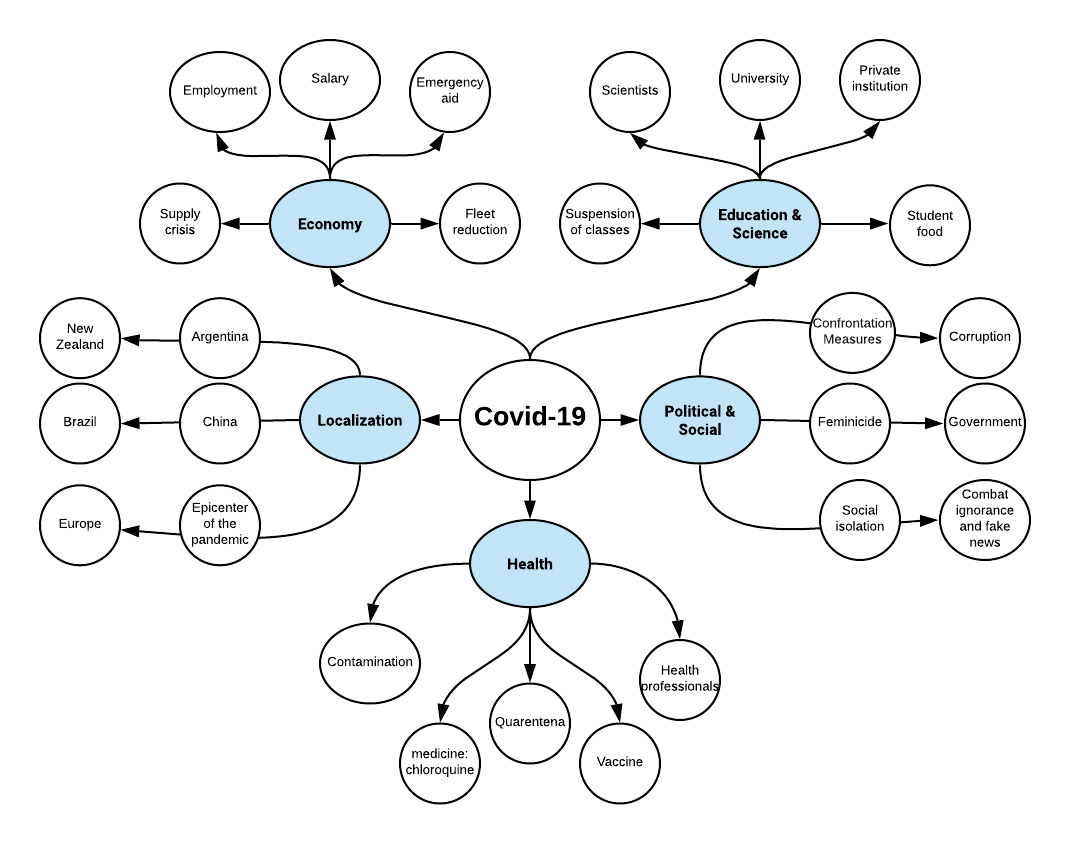 Employment
Salary
Emergency
aid
Scientists
University
Private
institution
Supply
crisis
Economy
Fleet
reduction
Suspension
of classes
Education &
Science
Student
food
New
Zealand
Argentina
Confrontation
Measures
Corruption
Brazil
China
Localization
Covid-19
Political &
Social
Feminicide
Government
Europe
Epicenter
of the
pandemic
Social
isolation
Combat
ignorance
and fake
news
Health
Contamination
Health
professionals
medicine:
chloroquine
Quarentena
Vaccine